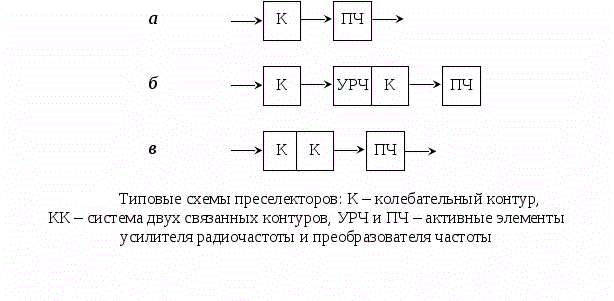 а К ПЧ
б К УРЧ К ПЧ
в К К ПЧ
Типовые схемы преселекторов: К – колебательный контур,
КК – система двух связанных контуров, УРЧ и ПЧ – активные элементы
усилителя радиочастоты и преобразователя частоты